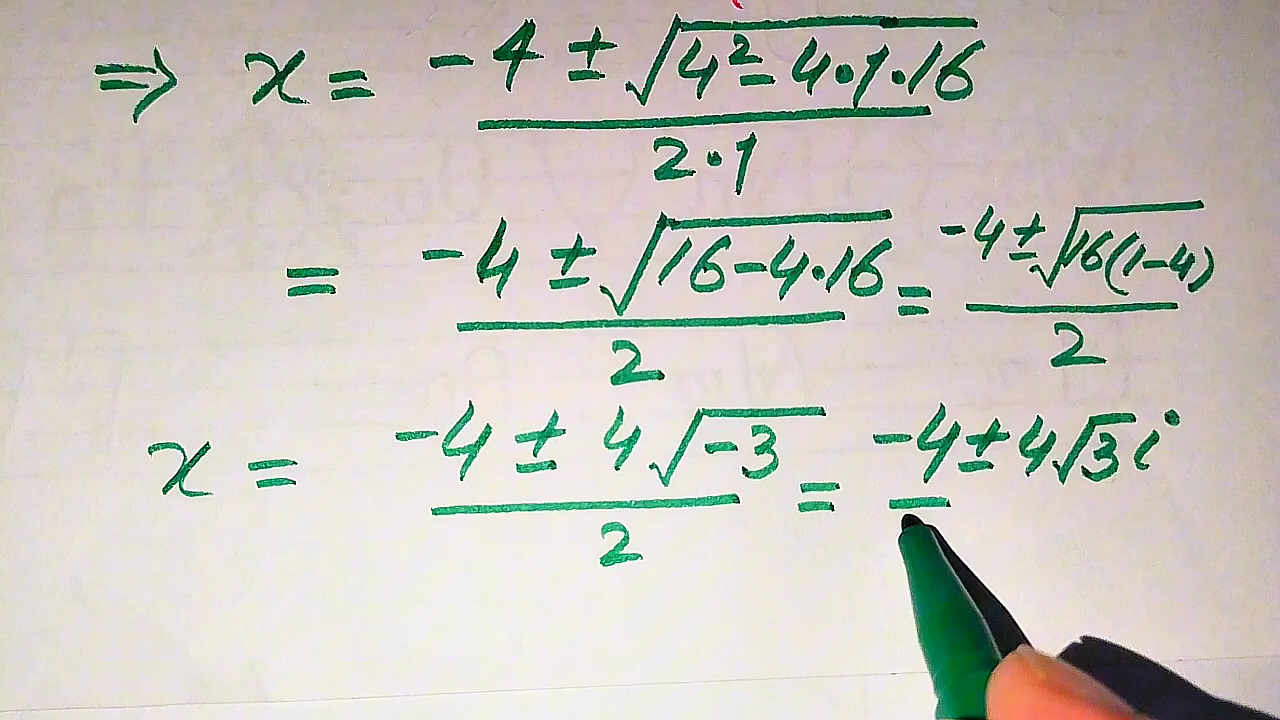 ⇒ x = (-4 ± √(4² - 4·1·16)) / (2·1)
= (-4 ± √(16 - 4·16)) / 2 = (-4 ± √(16(1-4))) / 2
x = (-4 ± 4√(-3)) / 2 = -4 ± 4√3 i